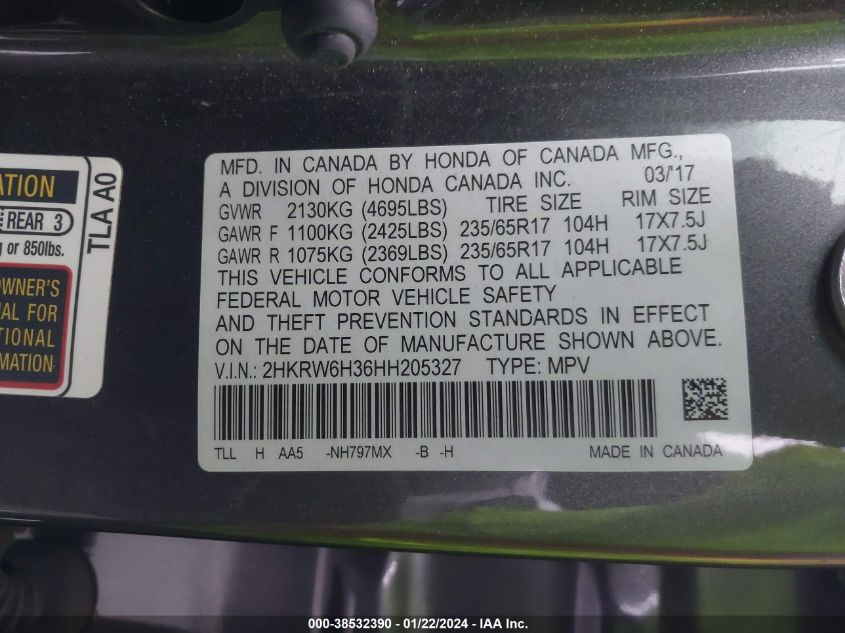 ATION
REAR 3
g or 850lbs.
OWNER'S
FOR
MATION
TLA A0
MFD. IN CANADA BY HONDA OF CANADA MFG.,
A DIVISION OF HONDA CANADA INC. 03/'17
GVWR 2130KG (4695LBS) TIRE SIZE RIM SIZE
GAWR F 1100KG (2425LBS) 235/65R17 104H 17X7.5J
GAWR R 1075KG (2369LBS) 235/65R17 104H 17X7.5J
THIS VEHICLE CONFORMS TO ALL APPLICABLE
FEDERAL MOTOR VEHICLE SAFETY
AND THEFT PREVENTION STANDARDS IN EFFECT
ON THE DATE OF MANUFACTURE SHOWN ABOVE.
V.I.N.: 2HKRW6H36HH205327 TYPE: MPV
TLL H AA5 -NH797MX -B -H MADE IN CANADA
000-38532390 - 01/22/2024 - IAA Inc.